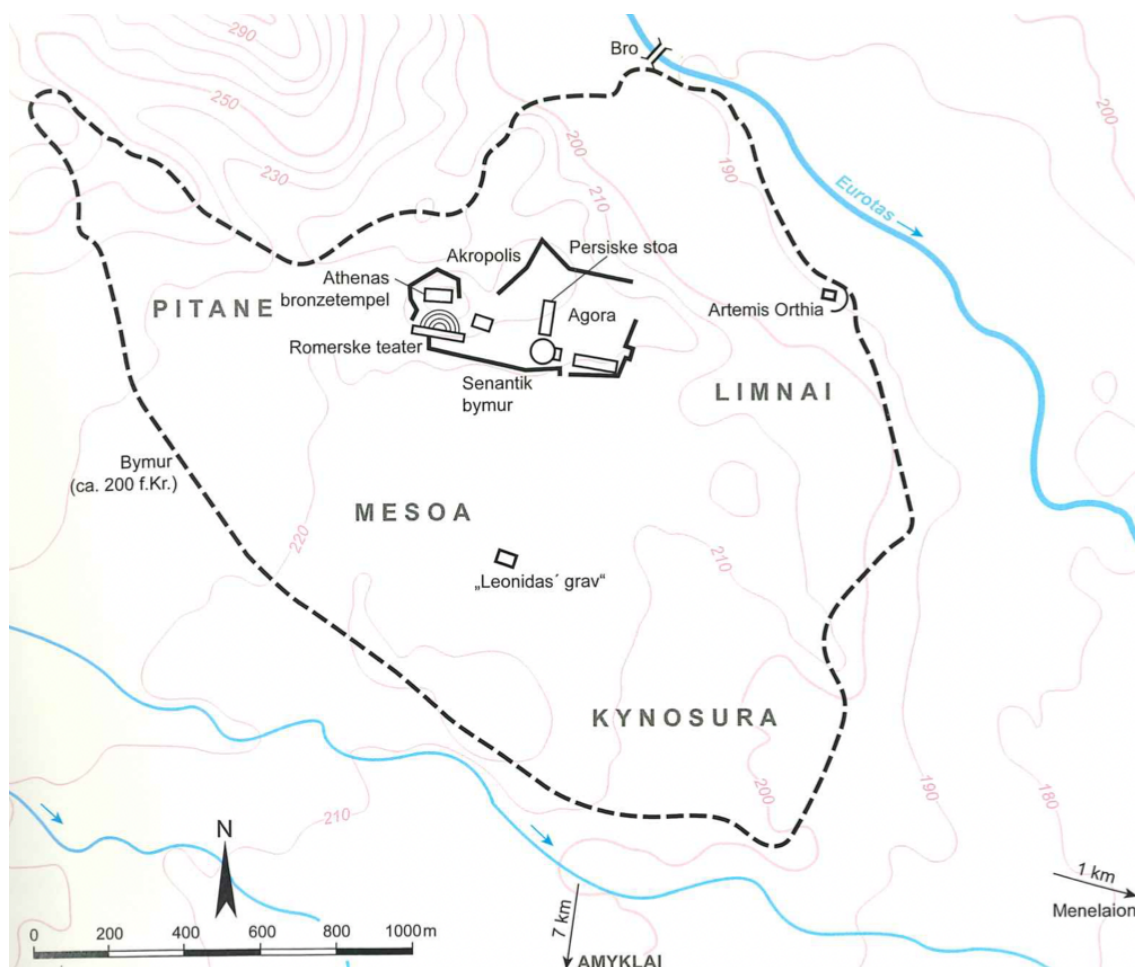 290
Bro
250
200
200
190
230
210
Eurotas
Akropolis
Persiske stoa
Athenas
bronzetempel
PITANE
Agora
Artemis Orthia
Romerske teater
Senantik
bymur
LIMNAI
Bymur
(ca. 200 f.Kr.)
MESOA
220
210
„Leonidas´ grav“
KYNOSURA
200
190
180
210
N
1 km
Menelaion
7 km
0 200 400 600 800 1000m
AMYKLAI